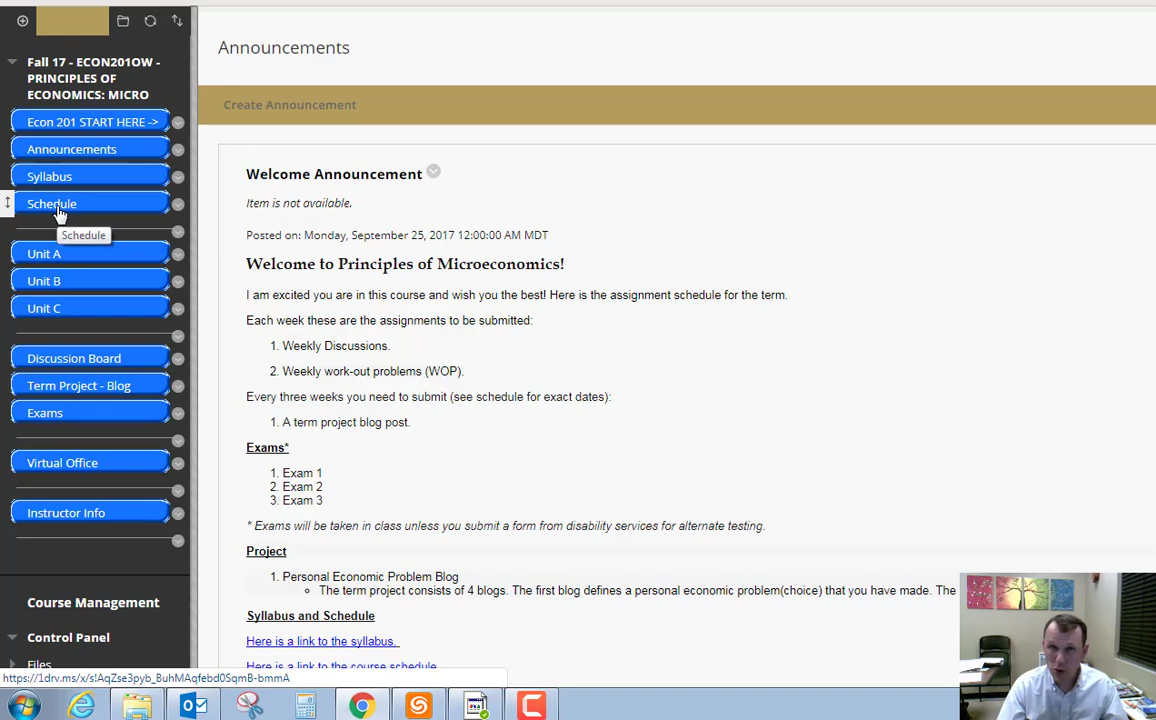 Fall 17 - ECON201OW -
PRINCIPLES OF
ECONOMICS: MICRO
Econ 201 START HERE ->
Announcements
Syllabus
Schedule
Schedule
Unit A
Unit B
Unit C
Discussion Board
Term Project - Blog
Exams
Virtual Office
Instructor Info
Course Management
Control Panel
Files
https://1drv.ms/x/s!AqZse3pyb_BuhMAqfebd0SqmB-bmmA
Announcements
Create Announcement
Welcome Announcement
Item is not available.
Posted on: Monday, September 25, 2017 12:00:00 AM MDT
Welcome to Principles of Microeconomics!
I am excited you are in this course and wish you the best! Here is the assignment schedule for the term.
Each week these are the assignments to be submitted:
1. Weekly Discussions.
2. Weekly work-out problems (WOP).
Every three weeks you need to submit (see schedule for exact dates):
1. A term project blog post.
Exams*
1. Exam 1
2. Exam 2
3. Exam 3
* Exams will be taken in class unless you submit a form from disability services for alternate testing.
Project
1. Personal Economic Problem Blog
The term project consists of 4 blogs. The first blog defines a personal economic problem(choice) that you have made. The
Syllabus and Schedule
Here is a link to the syllabus.
Here is a link to the course schedule